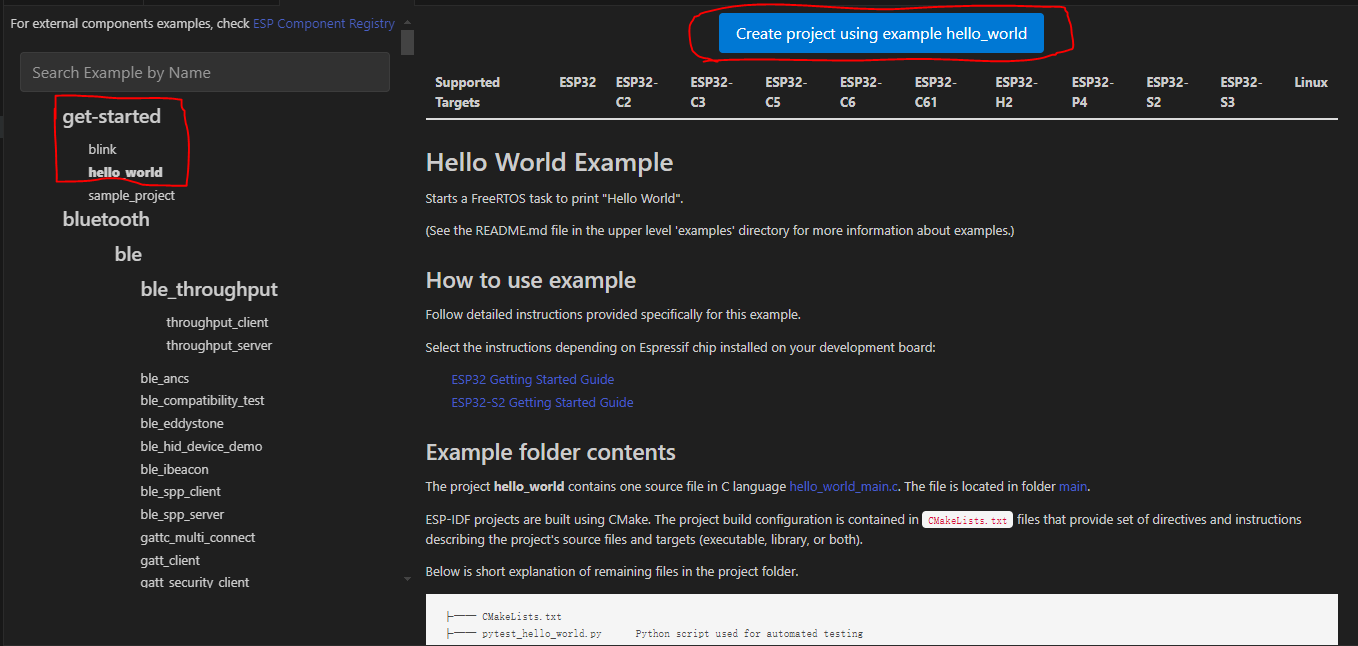 For external components examples, check ESP Component Registry
Search Example by Name
get-started
blink
hello_world
sample_project
bluetooth
ble
ble_throughput
throughput_client
throughput_server
ble_ancs
ble_compatibility_test
ble_eddystone
ble_hid_device_demo
ble_ibeacon
ble_spp_client
ble_spp_server
gattc_multi_connect
gatt_client
gatt_security_client
Create project using example hello_world
Supported Targets ESP32 ESP32-C2 ESP32-C3 ESP32-C5 ESP32-C6 ESP32-C61 ESP32-H2 ESP32-P4 ESP32-S2 ESP32-S3 Linux
Hello World Example
Starts a FreeRTOS task to print "Hello World".
(See the README.md file in the upper level 'examples' directory for more information about examples.)
How to use example
Follow detailed instructions provided specifically for this example.
Select the instructions depending on Espressif chip installed on your development board:
ESP32 Getting Started Guide
ESP32-S2 Getting Started Guide
Example folder contents
The project hello_world contains one source file in C language hello_world_main.c. The file is located in folder main.
ESP-IDF projects are built using CMake. The project build configuration is contained in CMakeLists.txt files that provide set of directives and instructions
describing the project's source files and targets (executable, library, or both).
Below is short explanation of remaining files in the project folder.
├── CMakeLists.txt
├── pytest_hello_world.py Python script used for automated testing